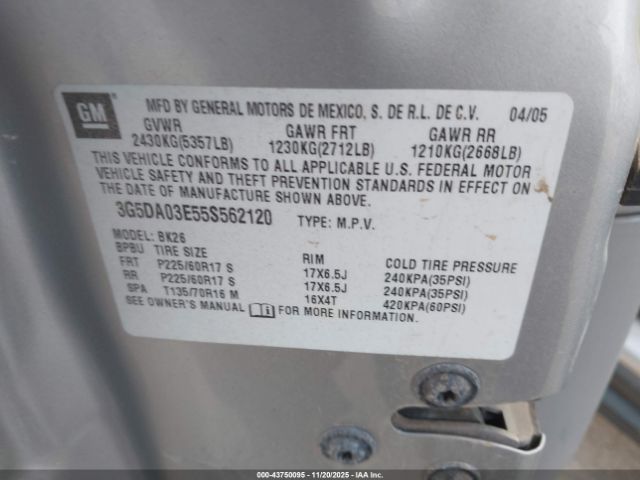 GM
MFD BY GENERAL MOTORS DE MEXICO, S. DE R.L. DE C.V. 04/05
GVWR GAWR FRT GAWR RR
2430KG(5357LB) 1230KG(2712LB) 1210KG(2668LB)
THIS VEHICLE CONFORMS TO ALL APPLICABLE U.S. FEDERAL MOTOR
VEHICLE SAFETY AND THEFT PREVENTION STANDARDS IN EFFECT ON
THE DATE OF MANUFACTURE SHOWN ABOVE.
3G5DA03E55S562120 TYPE: M.P.V.
MODEL: BK26
BPBU TIRE SIZE RIM COLD TIRE PRESSURE
FRT P225/60R17 S 17X6.5J 240KPA(35PSI)
RR P225/60R17 S 17X6.5J 240KPA(35PSI)
SPA T135/70R16 M 16X4T 420KPA(60PSI)
SEE OWNER'S MANUAL FOR MORE INFORMATION.
000-43750095 - 11/20/2025 - IAAI.com